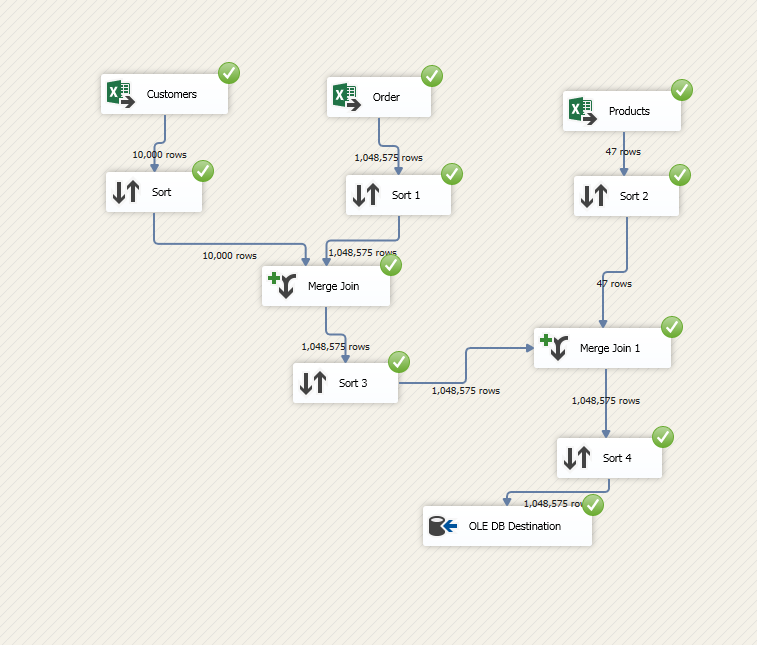 Customers
Order
Products
10,000 rows
1,048,575 rows
47 rows
Sort
Sort 1
Sort 2
10,000 rows
1,048,575 rows
47 rows
Merge Join
1,048,575 rows
Merge Join 1
Sort 3
1,048,575 rows
1,048,575 rows
Sort 4
1,048,575 rows
OLE DB Destination